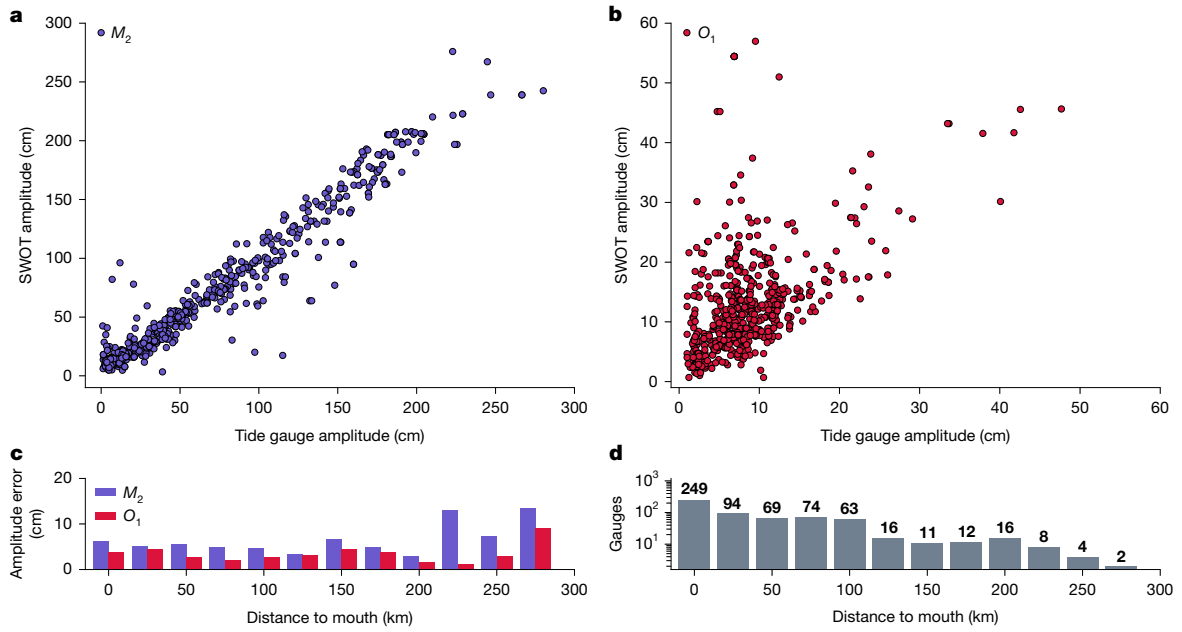 a
300
250
200
150
100
50
0
SWOT amplitude (cm)
M2
0 50 100 150 200 250 300
Tide gauge amplitude (cm)
b
60
50
40
30
20
10
0
SWOT amplitude (cm)
O1
0 10 20 30 40 50 60
Tide gauge amplitude (cm)
c
20
10
0
Amplitude error
(cm)
M2
O1
0 50 100 150 200 250 300
Distance to mouth (km)
d
10³
10²
10¹
Gauges
249 94 69 74 63 16 11 12 16 8 4 2
0 50 100 150 200 250 300
Distance to mouth (km)